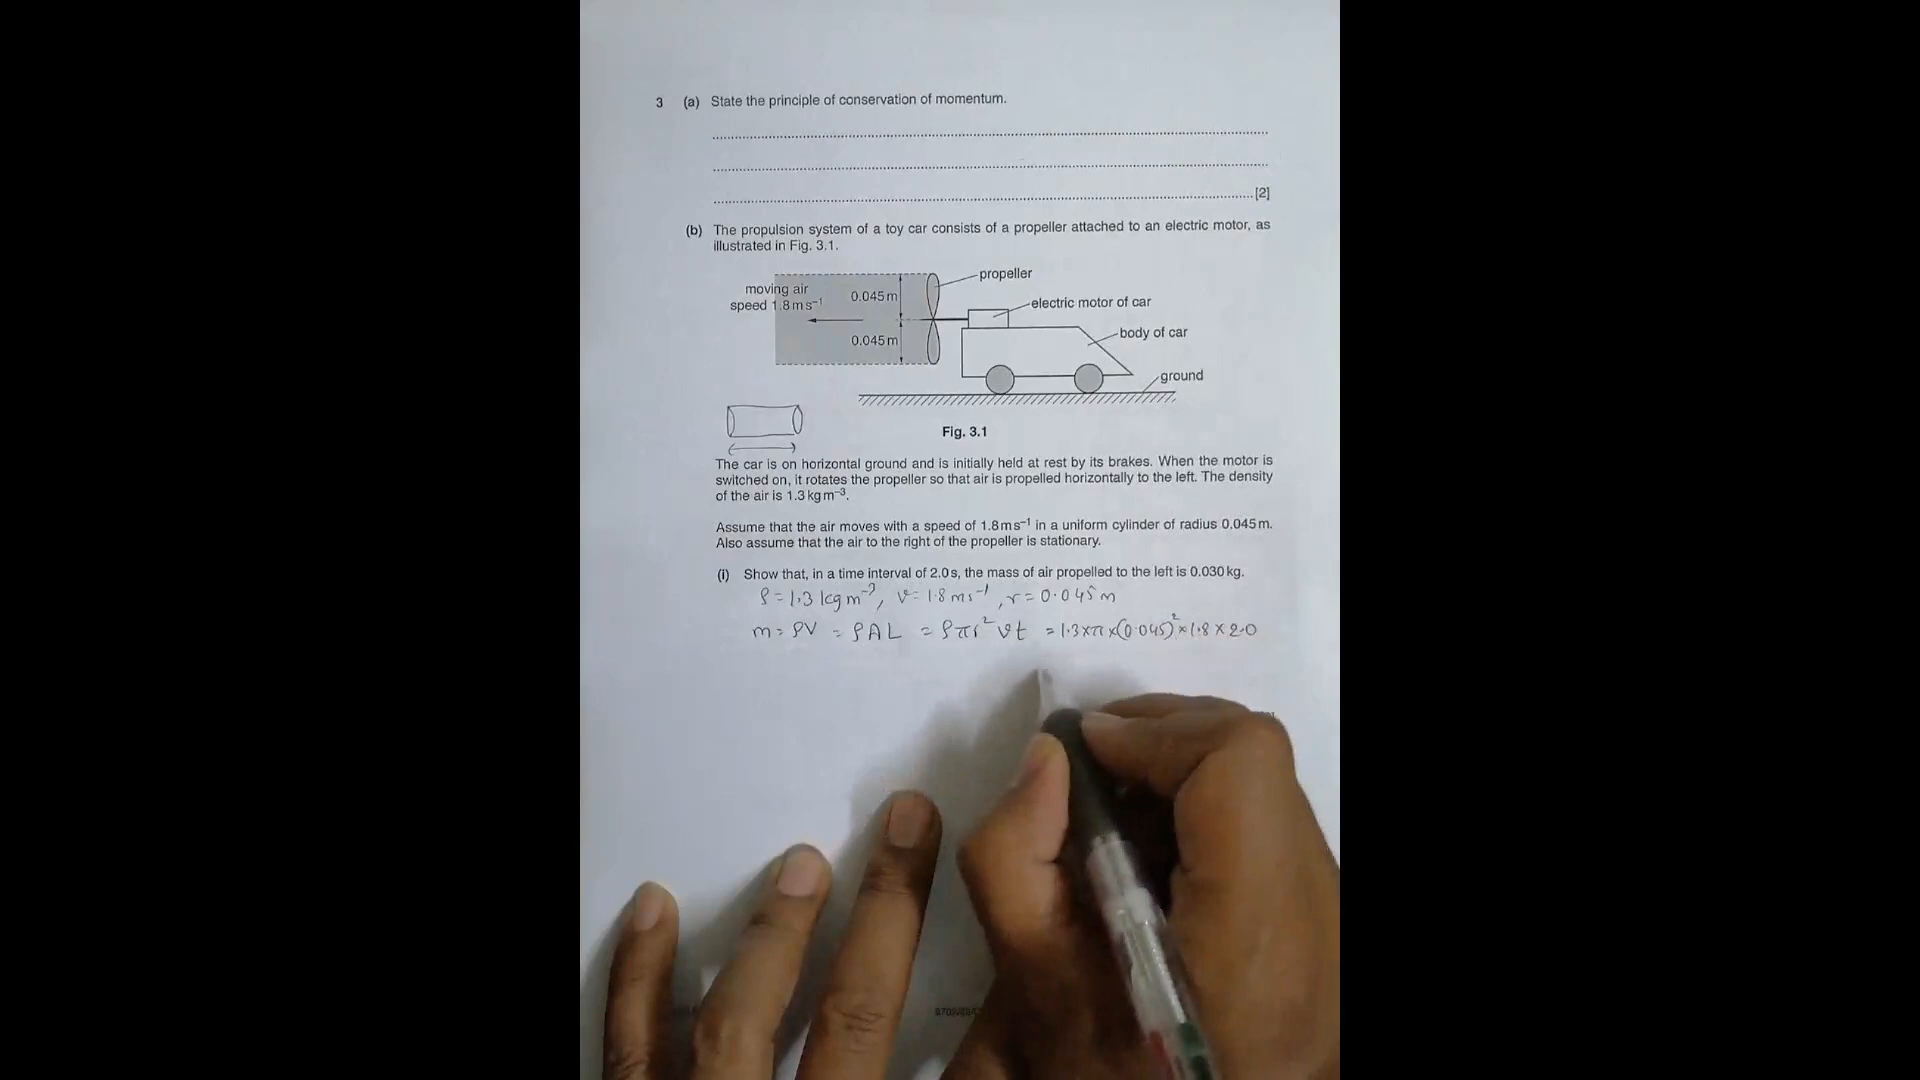 3 (a) State the principle of conservation of momentum.
[2]
(b) The propulsion system of a toy car consists of a propeller attached to an electric motor, as
illustrated in Fig. 3.1.
propeller
moving air
speed 1.8 m s⁻¹
0.045 m
electric motor of car
0.045 m
body of car
ground
Fig. 3.1
The car is on horizontal ground and is initially held at rest by its brakes. When the motor is
switched on, it rotates the propeller so that air is propelled horizontally to the left. The density
of the air is 1.3 kg m⁻³.
Assume that the air moves with a speed of 1.8 m s⁻¹ in a uniform cylinder of radius 0.045 m.
Also assume that the air to the right of the propeller is stationary.
(i) Show that, in a time interval of 2.0 s, the mass of air propelled to the left is 0.030 kg.
ρ = 1.3 kg m⁻³, v = 1.8 m s⁻¹, r = 0.045 m
m = ρV = ρAL = ρπr²vt = 1.3 × π × (0.045)² × 1.8 × 2.0